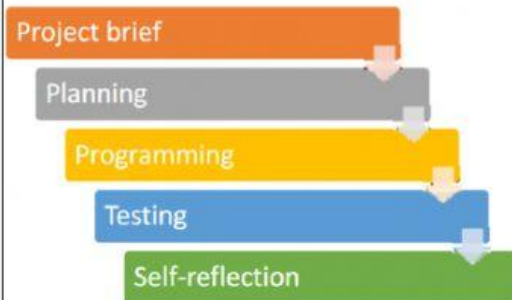 Project brief
Planning
Programming
Testing
Self-reflection